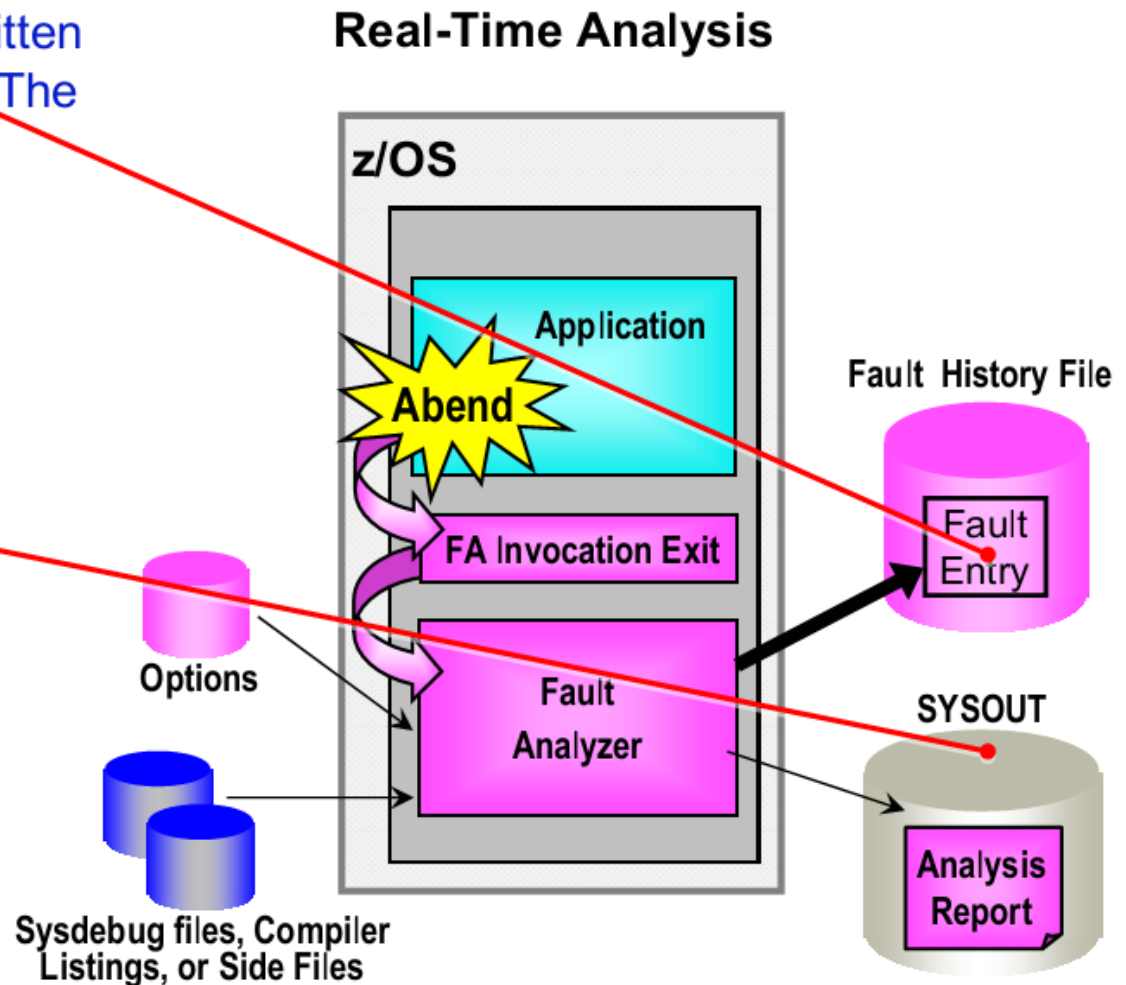 Real-Time Analysis
The
z/OS
Application
Abend
Fault History File
Fault
Entry
FA Invocation Exit
Options
Fault
Analyzer
SYSOUT
Analysis
Report
Sysdebug files, Compiler
Listings, or Side Files